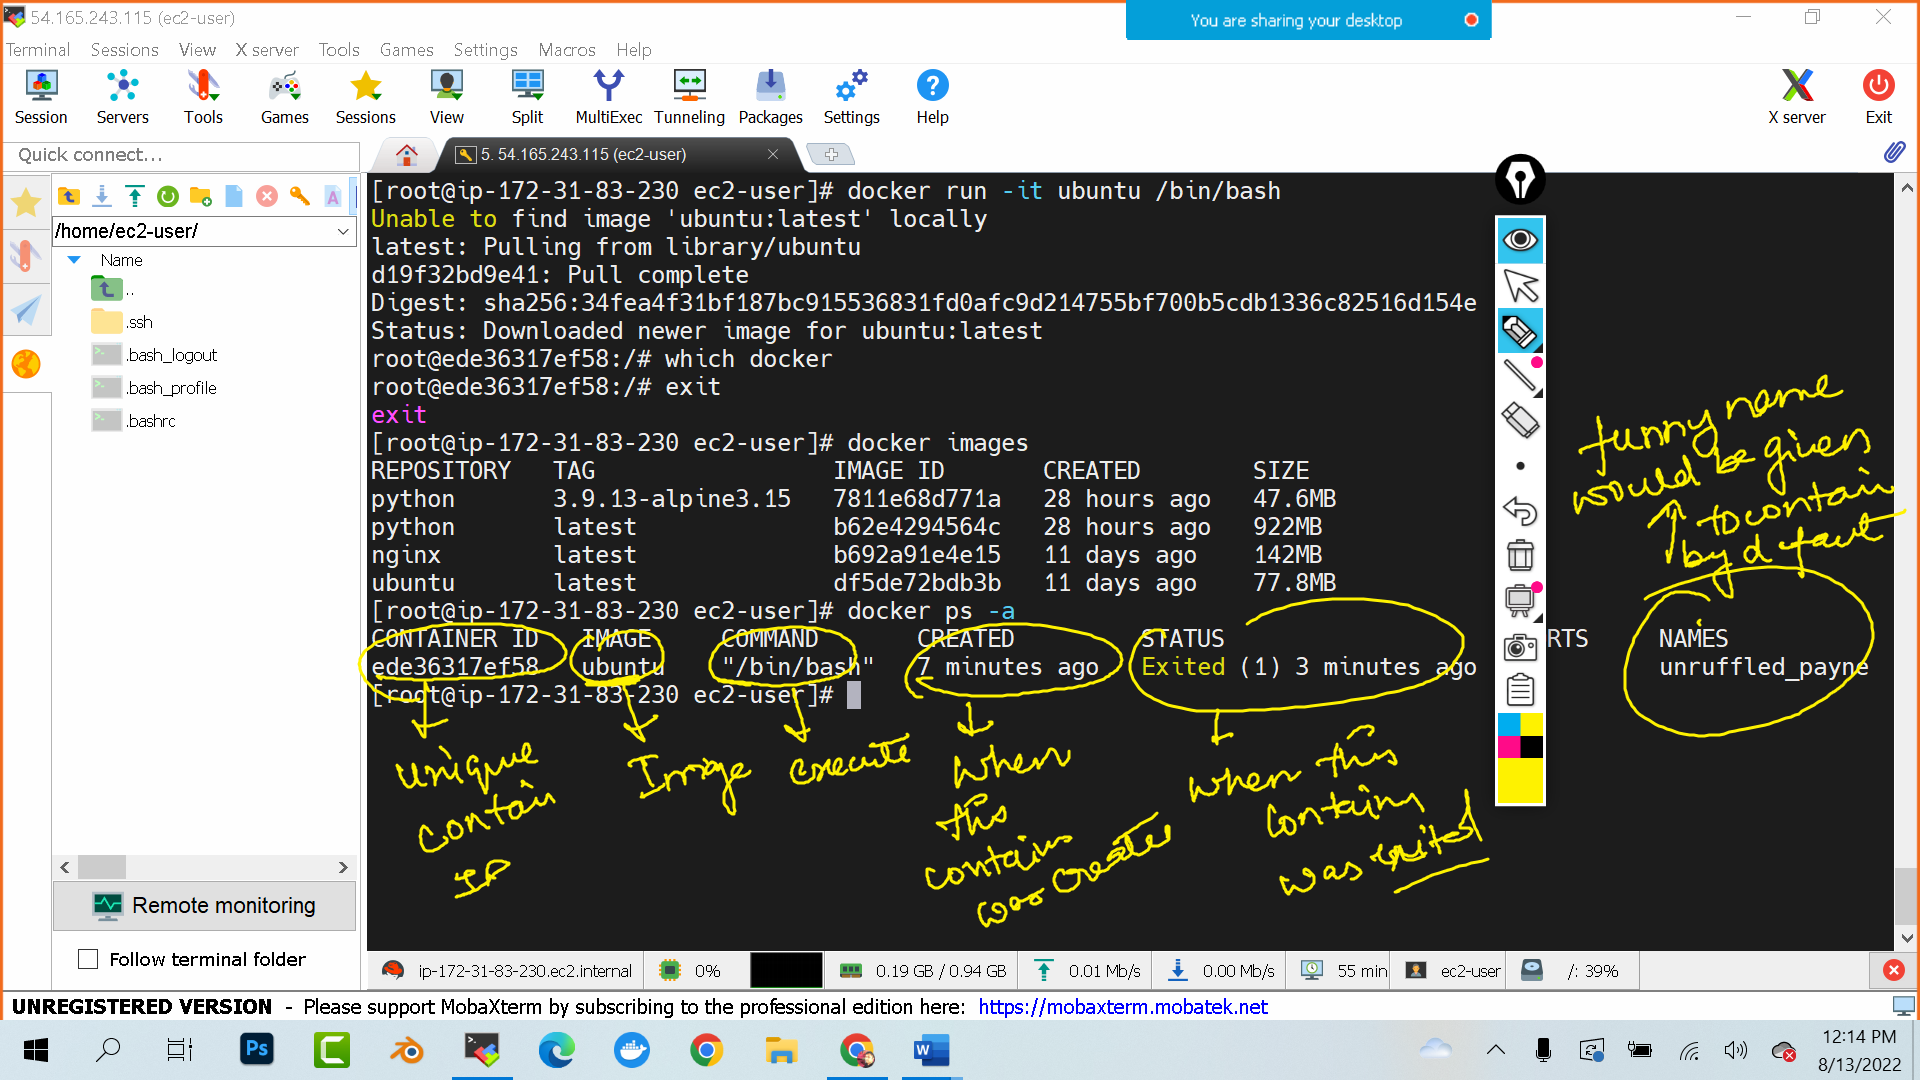 54.165.243.115 (ec2-user)
You are sharing your desktop
Terminal Sessions View X server Tools Games Settings Macros Help
Session Servers Tools Games Sessions View Split MultiExec Tunneling Packages Settings Help X server Exit
Quick connect...
5. 54.165.243.115 (ec2-user)
/home/ec2-user/
Name
..
.ssh
.bash_logout
.bash_profile
.bashrc
[root@ip-172-31-83-230 ec2-user]# docker run -it ubuntu /bin/bash
Unable to find image 'ubuntu:latest' locally
latest: Pulling from library/ubuntu
d19f32bd9e41: Pull complete
Digest: sha256:34fea4f31bf187bc915536831fd0afc9d214755bf700b5cdb1336c82516d154e
Status: Downloaded newer image for ubuntu:latest
root@ede36317ef58:/# which docker
root@ede36317ef58:/# exit
exit
[root@ip-172-31-83-230 ec2-user]# docker images
REPOSITORY TAG IMAGE ID CREATED SIZE
python 3.9.13-alpine3.15 7811e68d771a 28 hours ago 47.6MB
python latest b62e4294564c 28 hours ago 922MB
nginx latest b692a91e4e15 11 days ago 142MB
ubuntu latest df5de72bdb3b 11 days ago 77.8MB
[root@ip-172-31-83-230 ec2-user]# docker ps -a
CONTAINER ID IMAGE COMMAND CREATED STATUS RTS NAMES
ede36317ef58 ubuntu "/bin/bash" 7 minutes ago Exited (1) 3 minutes ago unruffled_payne
[root@ip-172-31-83-230 ec2-user]#
funny name
would be given
to contain
by default
unique
contain
ID
Image
execute
when
this
contain
was create
when this
contain
was exited
Remote monitoring
Follow terminal folder
ip-172-31-83-230.ec2.internal 0% 0.19 GB / 0.94 GB 0.01 Mb/s 0.00 Mb/s 55 min ec2-user /: 39%
UNREGISTERED VERSION - Please support MobaXterm by subscribing to the professional edition here: https://mobaxterm.mobatek.net
Ps
C
W
12:14 PM
8/13/2022